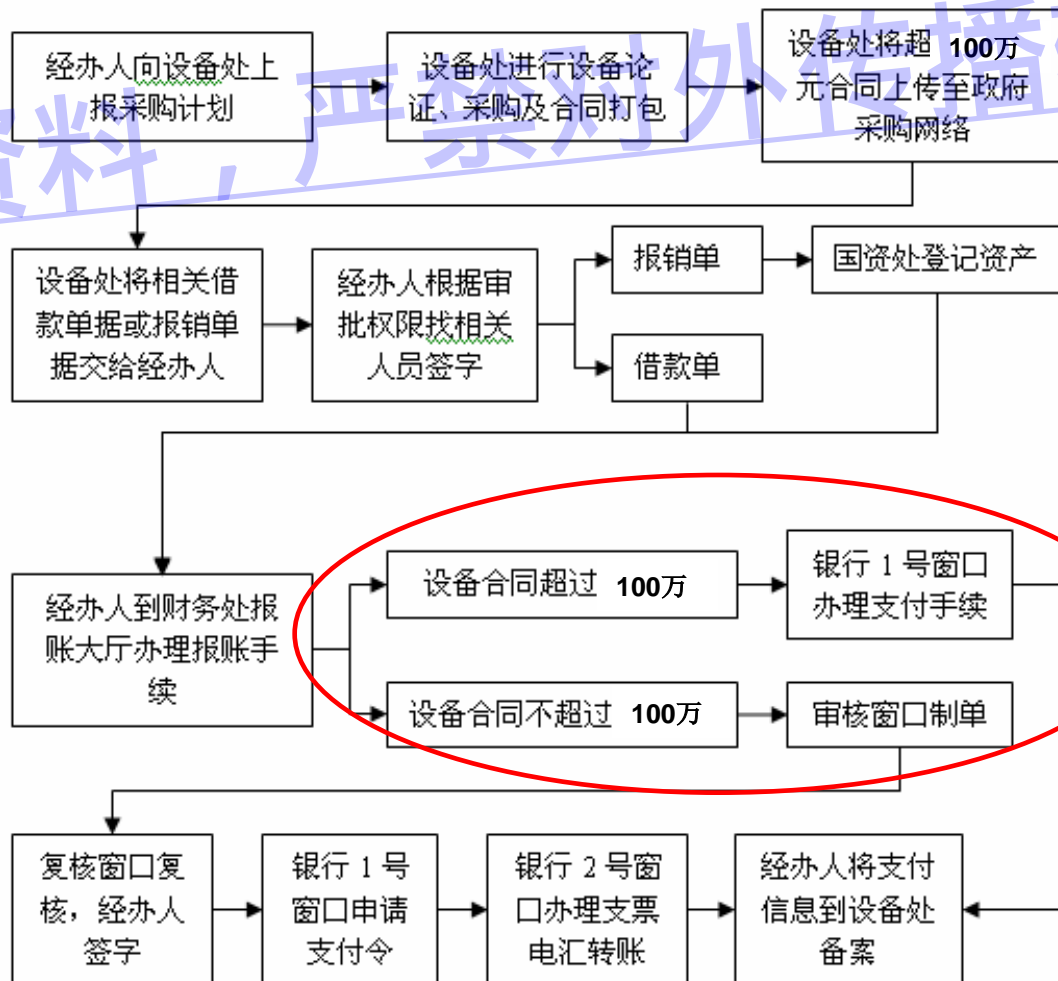 资料，严禁对外传播
经办人向设备处上
报采购计划
设备处进行设备论
证、采购及合同打包
设备处将超 100万
元合同上传至政府
采购网络
设备处将相关借
款单据或报销单
据交给经办人
经办人根据审
批权限找相关
人员签字
报销单
国资处登记资产
借款单
经办人到财务处报
账大厅办理报账手
续
设备合同超过 100万
银行 1 号窗口
办理支付手续
设备合同不超过 100万
审核窗口制单
复核窗口复
核，经办人
签字
银行 1 号
窗口申请
支付令
银行 2 号窗
口办理支票
电汇转账
经办人将支付
信息到设备处
备案